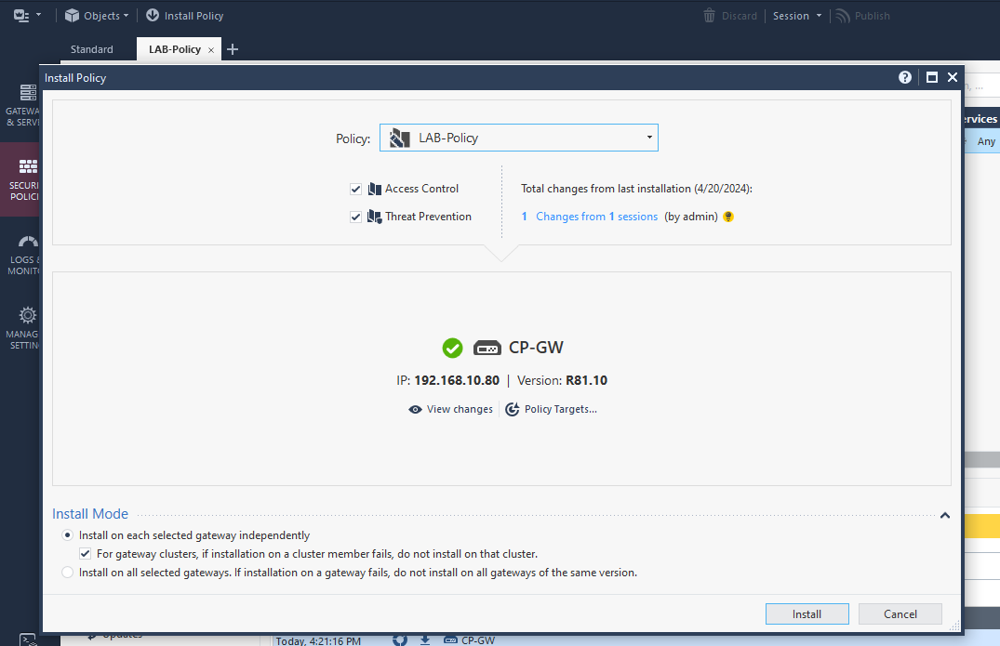 Objects
Install Policy
Discard
Session
Publish
Standard
LAB-Policy
Install Policy
GATEWA
& SERV
Policy: LAB-Policy
ervices
Any
SECUR
POLIC
Access Control
Threat Prevention
Total changes from last installation (4/20/2024):
1 Changes from 1 sessions (by admin)
LOGS &
MONIT
CP-GW
MANAG
SETTIN
IP: 192.168.10.80 | Version: R81.10
View changes
Policy Targets...
Install Mode
Install on each selected gateway independently
For gateway clusters, if installation on a cluster member fails, do not install on that cluster.
Install on all selected gateways. If installation on a gateway fails, do not install on all gateways of the same version.
Install
Cancel
Updates
Today, 4:21:16 PM
CP-GW